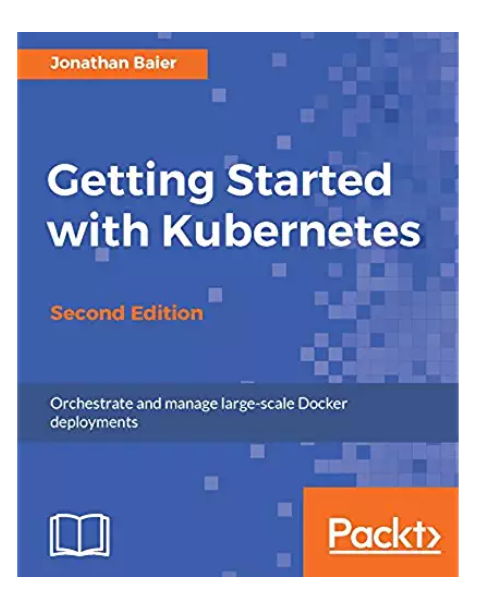 Jonathan Baier
Getting Started
with Kubernetes
Second Edition
Orchestrate and manage large-scale Docker
deployments
Packt>